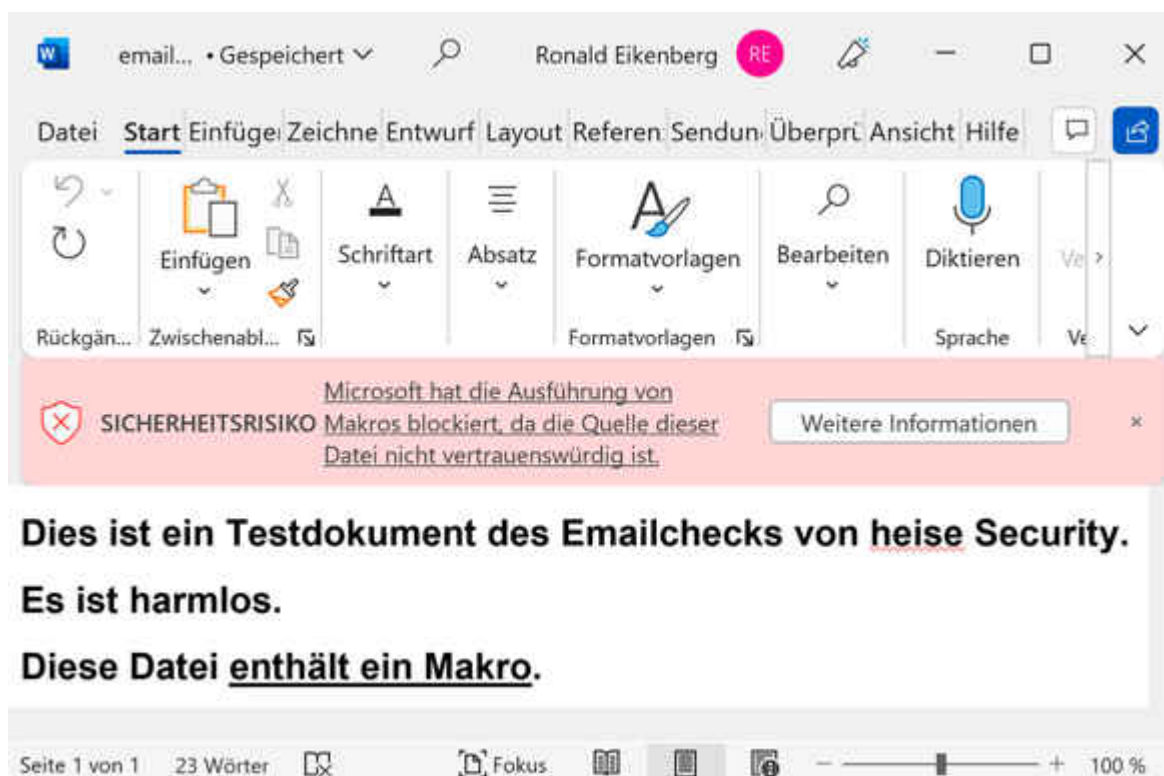 email... • Gespeichert Ronald Eikenberg RE
Datei Start Einfüge Zeichne Entwurf Layout Referen Sendun Überprü Ansicht Hilfe
Einfügen Schriftart Absatz Formatvorlagen Bearbeiten Diktieren Ve
Rückgän... Zwischenabl... Formatvorlagen Sprache Ve
SICHERHEITSRISIKO
Microsoft hat die Ausführung von
Makros blockiert, da die Quelle dieser
Datei nicht vertrauenswürdig ist.
Weitere Informationen
Dies ist ein Testdokument des Emailchecks von heise Security.
Es ist harmlos.
Diese Datei enthält ein Makro.
Seite 1 von 1 23 Wörter Fokus 100 %